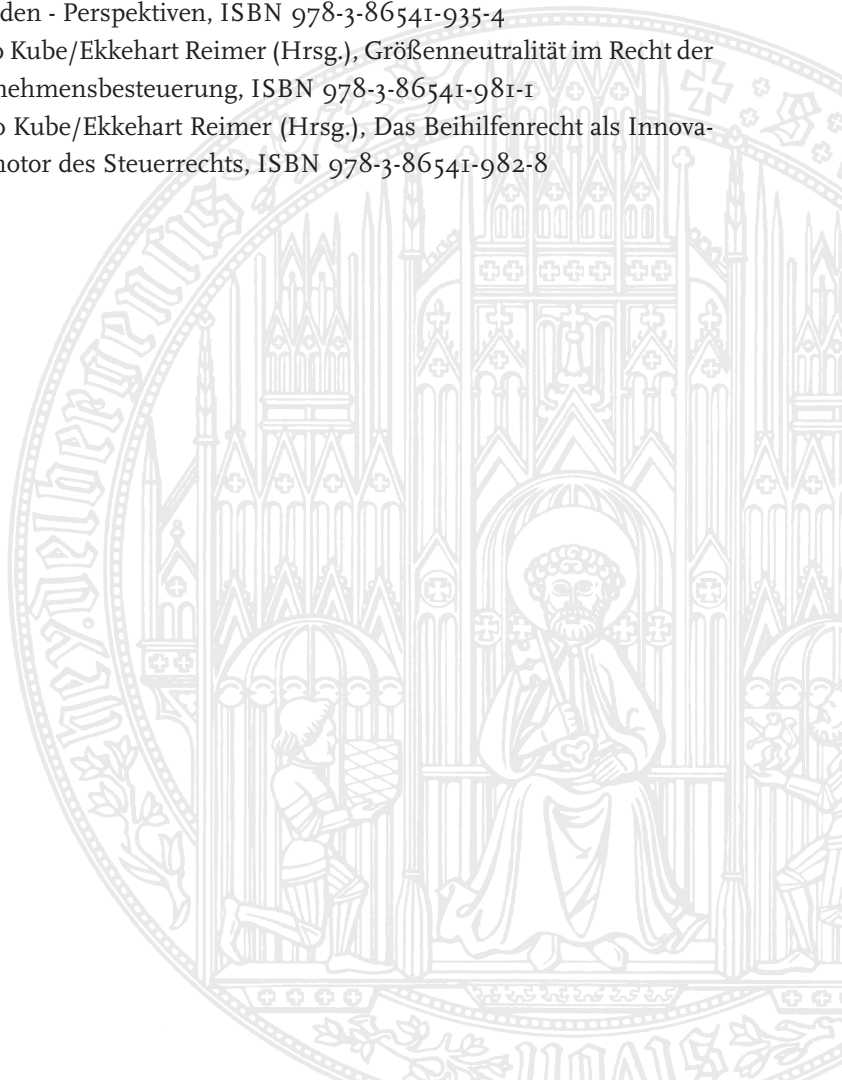 den - Perspektiven, ISBN 978-3-86541-935-4
o Kube/Ekkehart Reimer (Hrsg.), Größenneutralität im Recht der
nehmensbesteuerung, ISBN 978-3-86541-981-1
o Kube/Ekkehart Reimer (Hrsg.), Das Beihilfenrecht als Innova-
notor des Steuerrechts, ISBN 978-3-86541-982-8